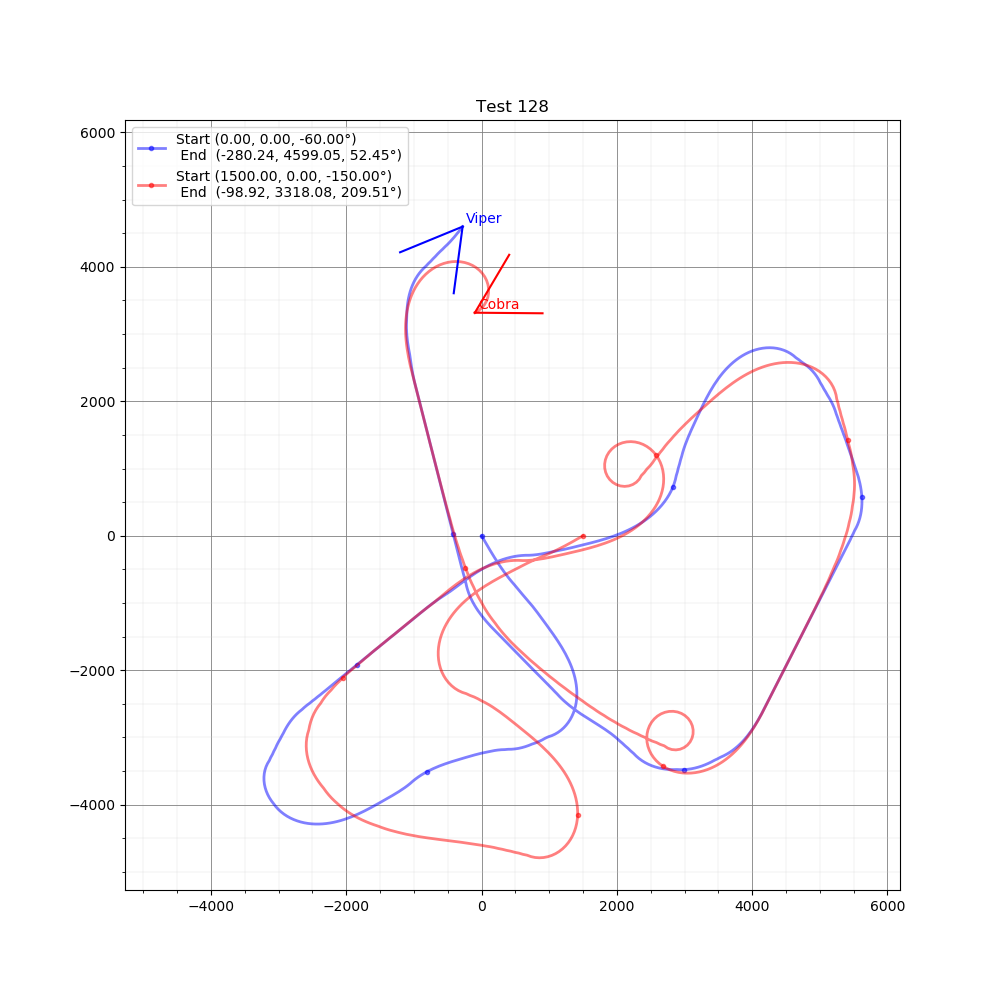 Test 128
6000
4000
2000
0
−2000
−4000
Start (0.00, 0.00, -60.00°)
End (-280.24, 4599.05, 52.45°)
Start (1500.00, 0.00, -150.00°)
End (-98.92, 3318.08, 209.51°)
Viper
Cobra
−4000 −2000 0 2000 4000 6000